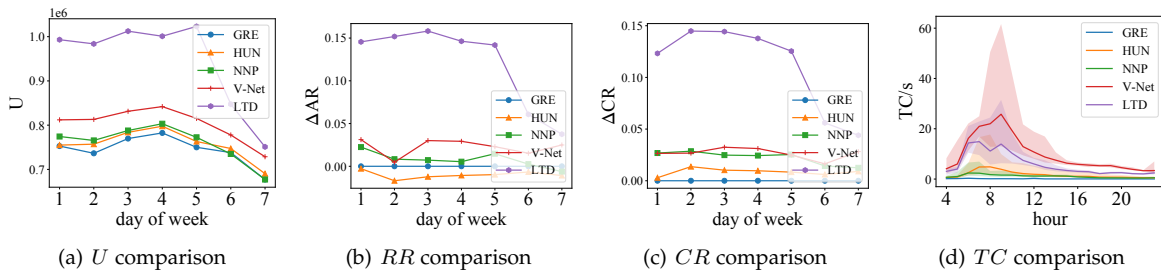 1e6
U
1.0
0.9
0.8
0.7
1 2 3 4 5 6 7
day of week
GRE
HUN
NNP
V-Net
LTD
(a) U comparison
ΔAR
0.15
0.10
0.05
0.00
1 2 3 4 5 6 7
day of week
GRE
HUN
NNP
V-Net
LTD
(b) RR comparison
ΔCR
0.15
0.10
0.05
0.00
1 2 3 4 5 6 7
day of week
GRE
HUN
NNP
V-Net
LTD
(c) CR comparison
TC/s
60
40
20
0
4 8 12 16 20
hour
GRE
HUN
NNP
V-Net
LTD
(d) TC comparison